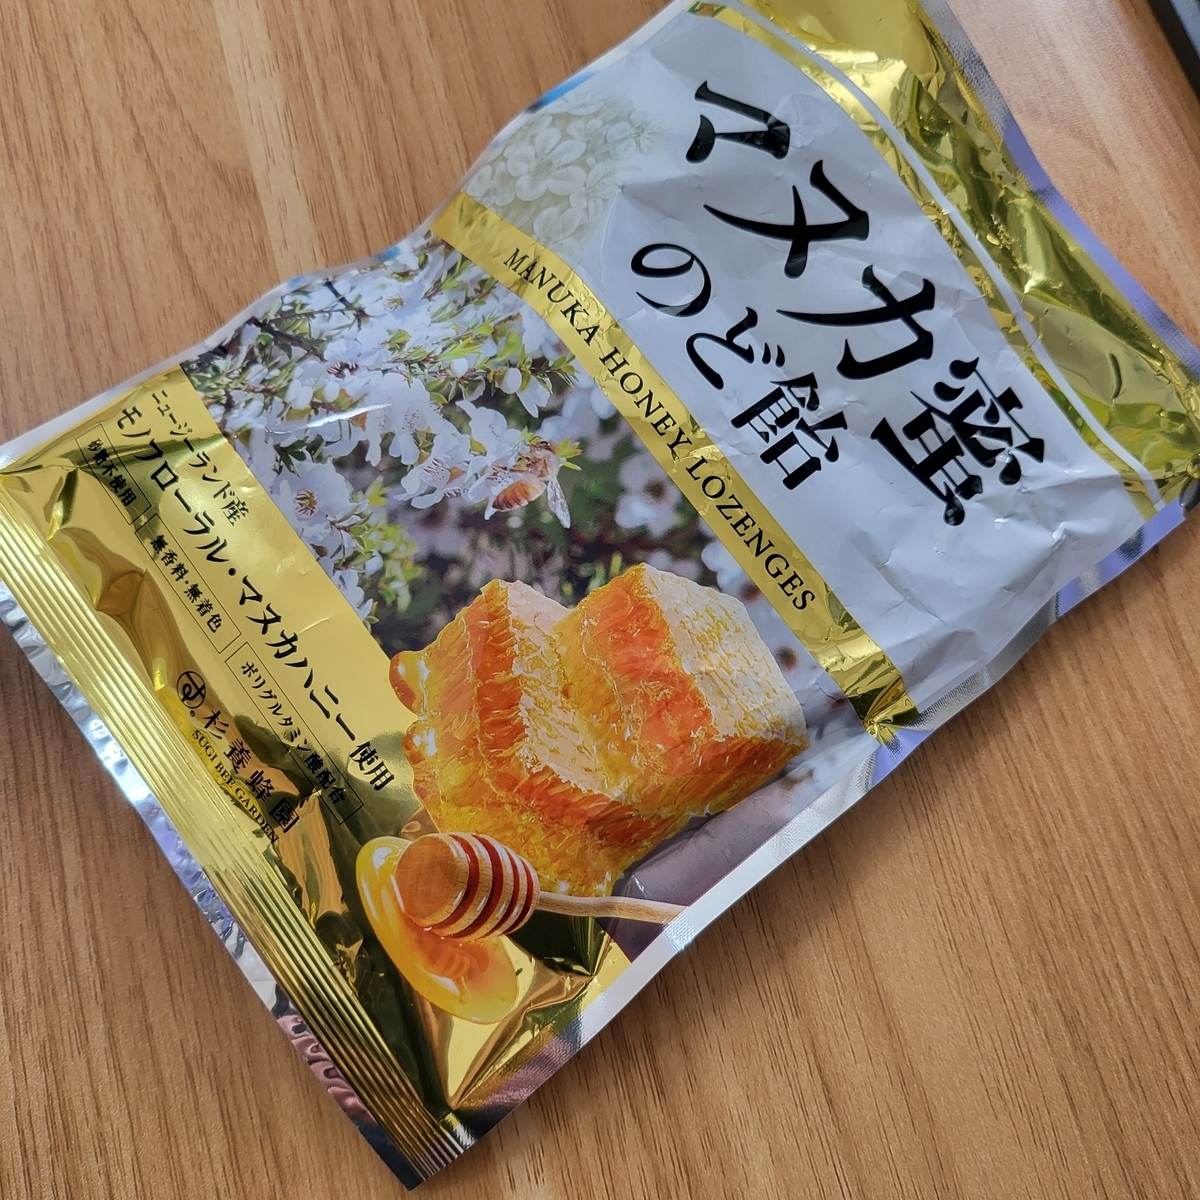 マヌカ蜜
のど飴
MANUKA HONEY LOZENGES
ニュージーランド産
モノフローラル・マヌカハニー使用
砂糖不使用
無香料・無着色
ポリグルタミン酸配合
す。杉養蜂園
SUGI BEE GARDEN